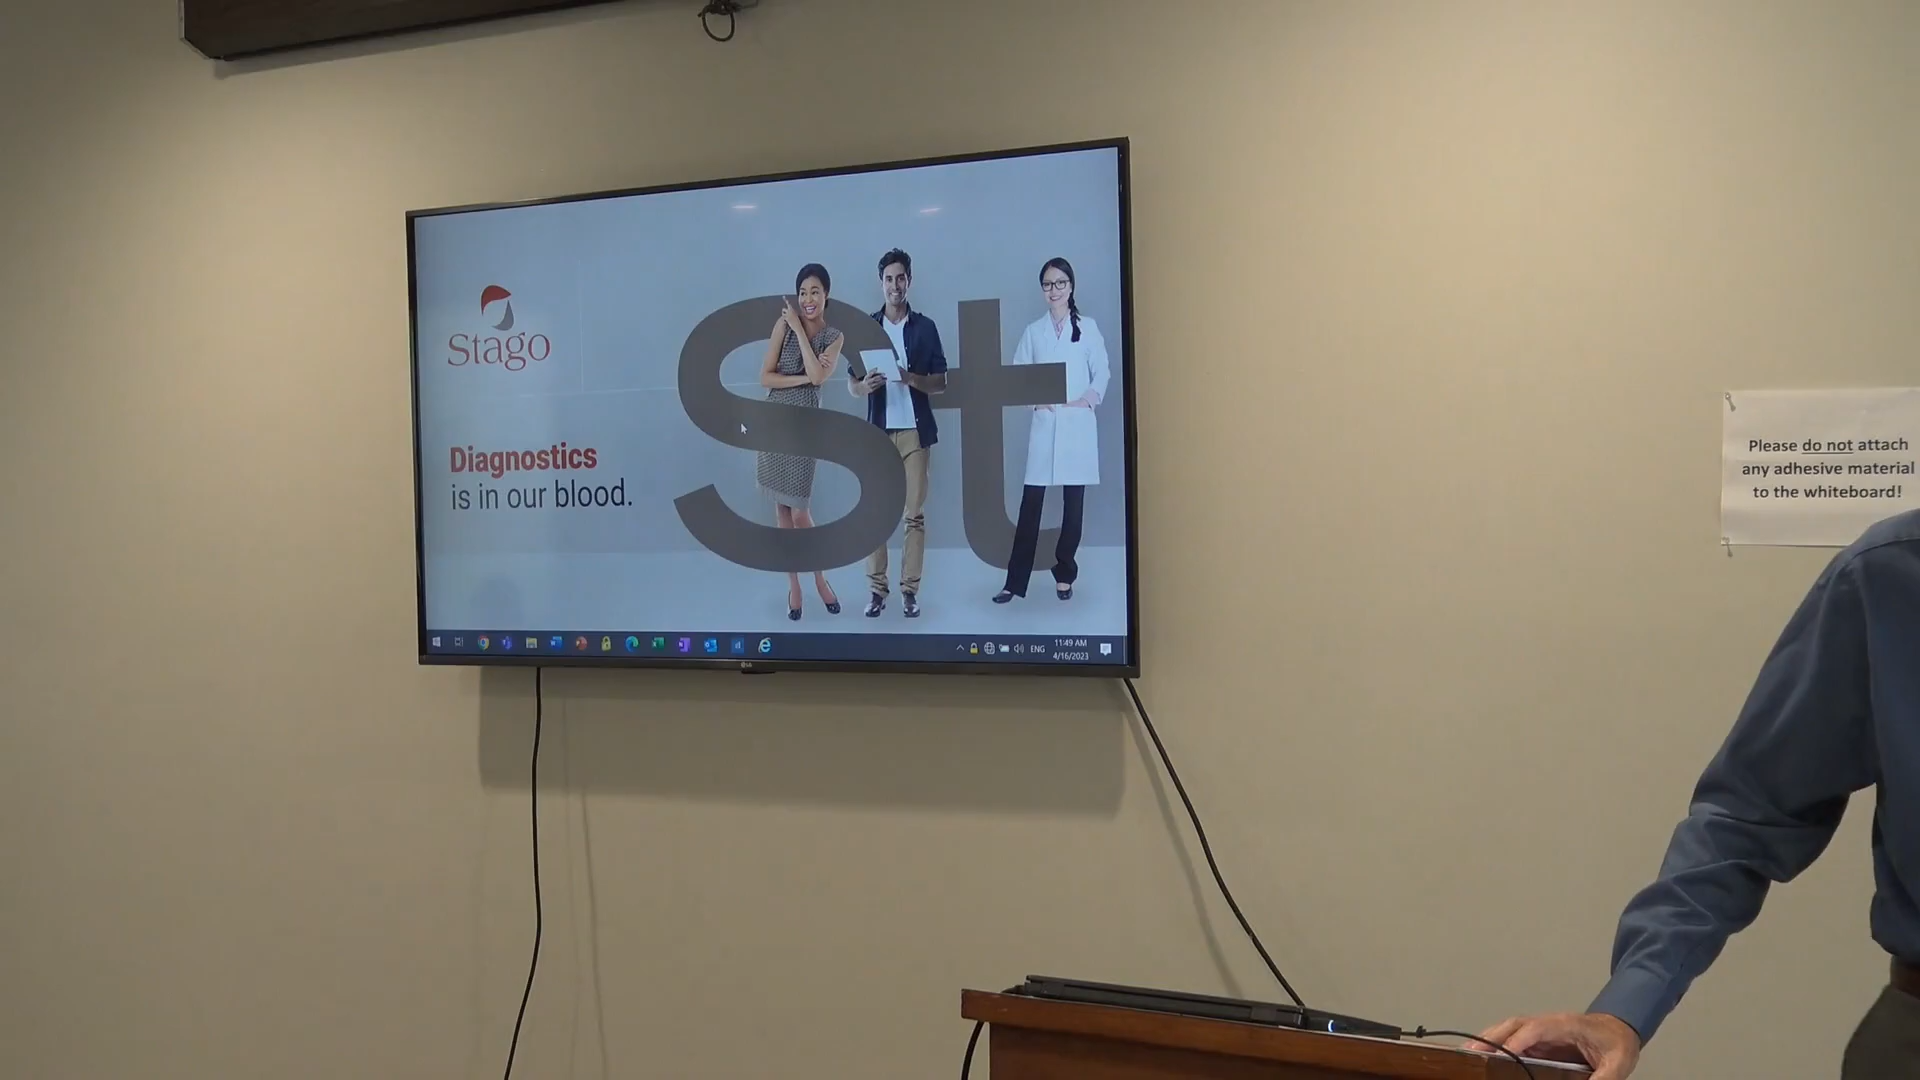 Stago
Diagnostics
is in our blood.
St
ENG
11:49 AM
4/16/2023
LG
Please do not attach
any adhesive material
to the whiteboard!